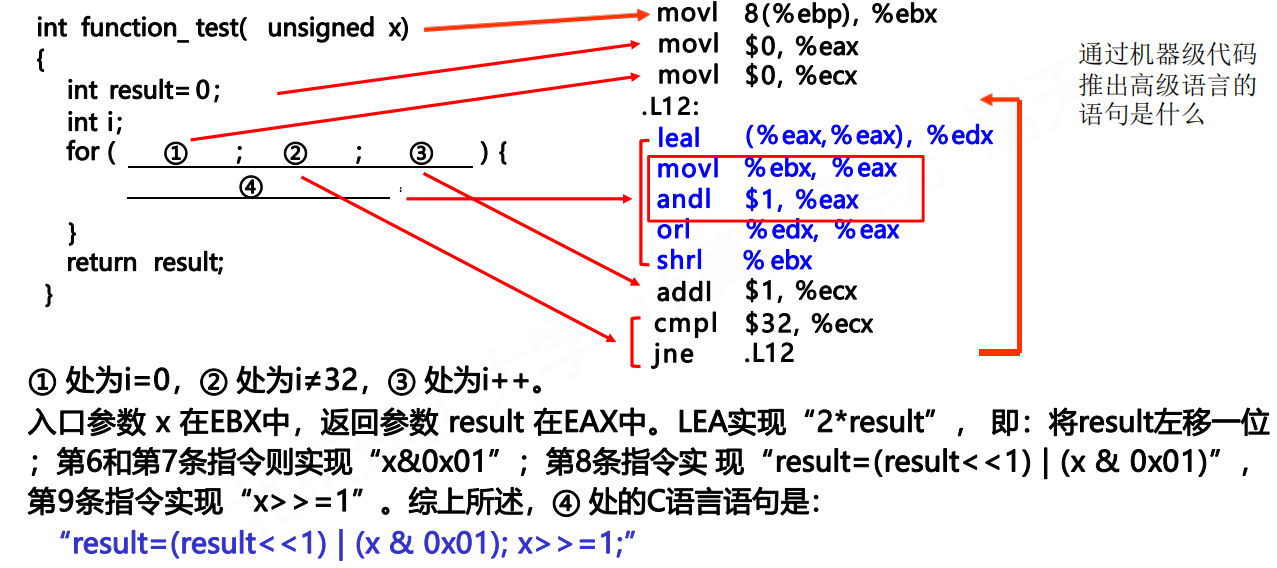 int function_ test( unsigned x)
{
int result= 0;
int i;
for ( ① ; ② ; ③ ) {
④ ;
}
return result;
}
movl 8(%ebp), %ebx
movl $0, %eax
movl $0, %ecx
.L12:
leal (%eax,%eax), %edx
movl %ebx, %eax
andl $1, %eax
orl %edx, %eax
shrl % ebx
addl $1, %ecx
cmpl $32, %ecx
jne .L12
通过机器级代码
推出高级语言的
语句是什么
① 处为i=0，② 处为i≠32，③ 处为i++。
入口参数 x 在EBX中，返回参数 result 在EAX中。LEA实现“2*result”， 即：将result左移一位
；第6和第7条指令则实现“x&0x01”；第8条指令实 现“result=(result<<1) | (x & 0x01)”，
第9条指令实现“x>>=1”。综上所述，④ 处的C语言语句是：
“result=(result<<1) | (x & 0x01); x>>=1;”